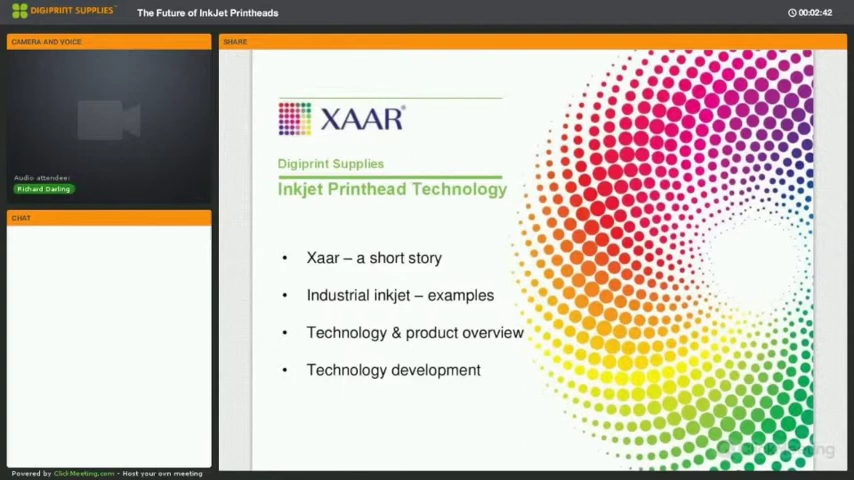 DIGIPRINT SUPPLIES
The Future of InkJet Printheads
00:02:42
CAMERA AND VOICE
SHARE
Audio attendee:
Richard Darling
CHAT
XAAR®
Digiprint Supplies
Inkjet Printhead Technology
• Xaar – a short story
• Industrial inkjet – examples
• Technology & product overview
• Technology development
Powered by ClickMeeting.com - Host your own meeting
ClickMeeting